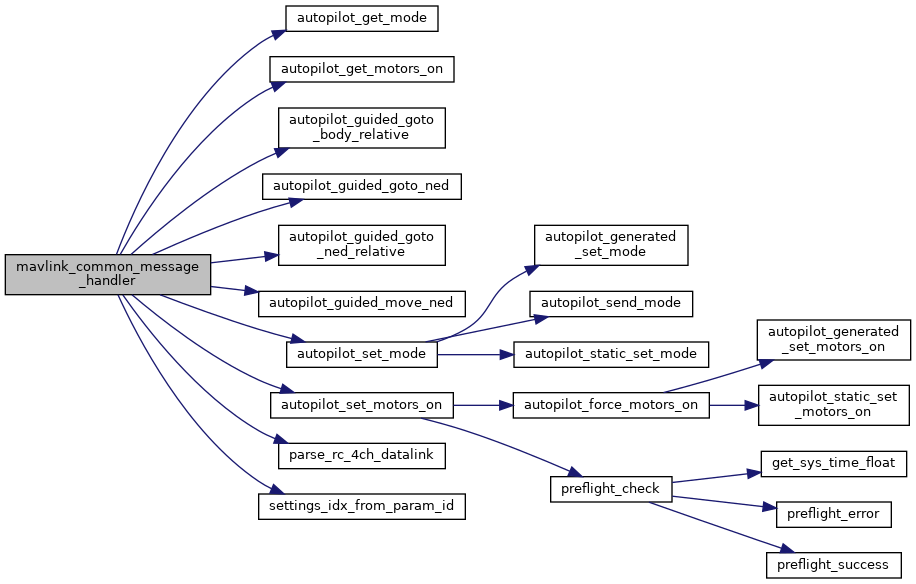 autopilot_get_mode
autopilot_get_motors_on
autopilot_guided_goto
_body_relative
autopilot_guided_goto_ned
autopilot_guided_goto
_ned_relative
mavlink_common_message
_handler
autopilot_guided_move_ned
autopilot_set_mode
autopilot_set_motors_on
parse_rc_4ch_datalink
settings_idx_from_param_id
autopilot_generated
_set_mode
autopilot_send_mode
autopilot_static_set_mode
autopilot_force_motors_on
preflight_check
autopilot_generated
_set_motors_on
autopilot_static_set
_motors_on
get_sys_time_float
preflight_error
preflight_success